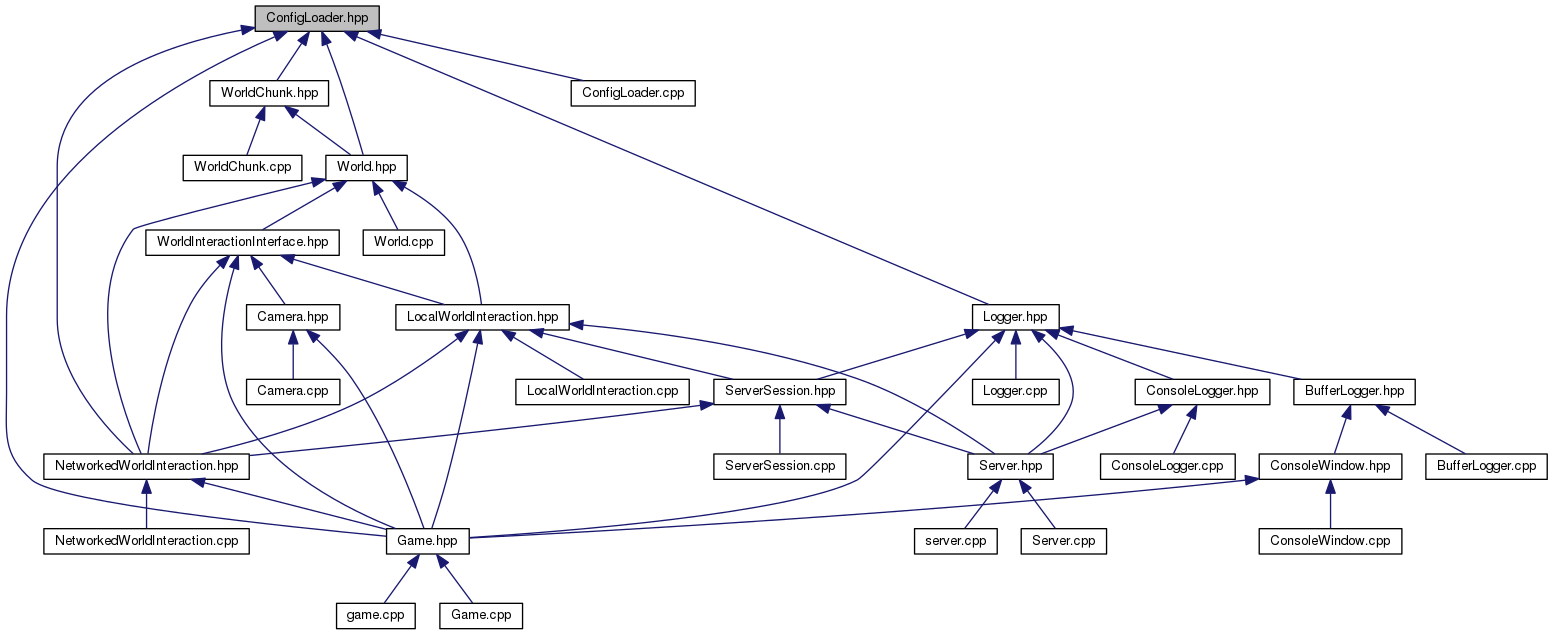 ConfigLoader.hpp
WorldChunk.hpp
ConfigLoader.cpp
WorldChunk.cpp
World.hpp
WorldInteractionInterface.hpp
World.cpp
Camera.hpp
LocalWorldInteraction.hpp
Logger.hpp
Camera.cpp
LocalWorldInteraction.cpp
ServerSession.hpp
Logger.cpp
ConsoleLogger.hpp
BufferLogger.hpp
NetworkedWorldInteraction.hpp
ServerSession.cpp
Server.hpp
ConsoleLogger.cpp
ConsoleWindow.hpp
BufferLogger.cpp
NetworkedWorldInteraction.cpp
Game.hpp
server.cpp
Server.cpp
ConsoleWindow.cpp
game.cpp
Game.cpp